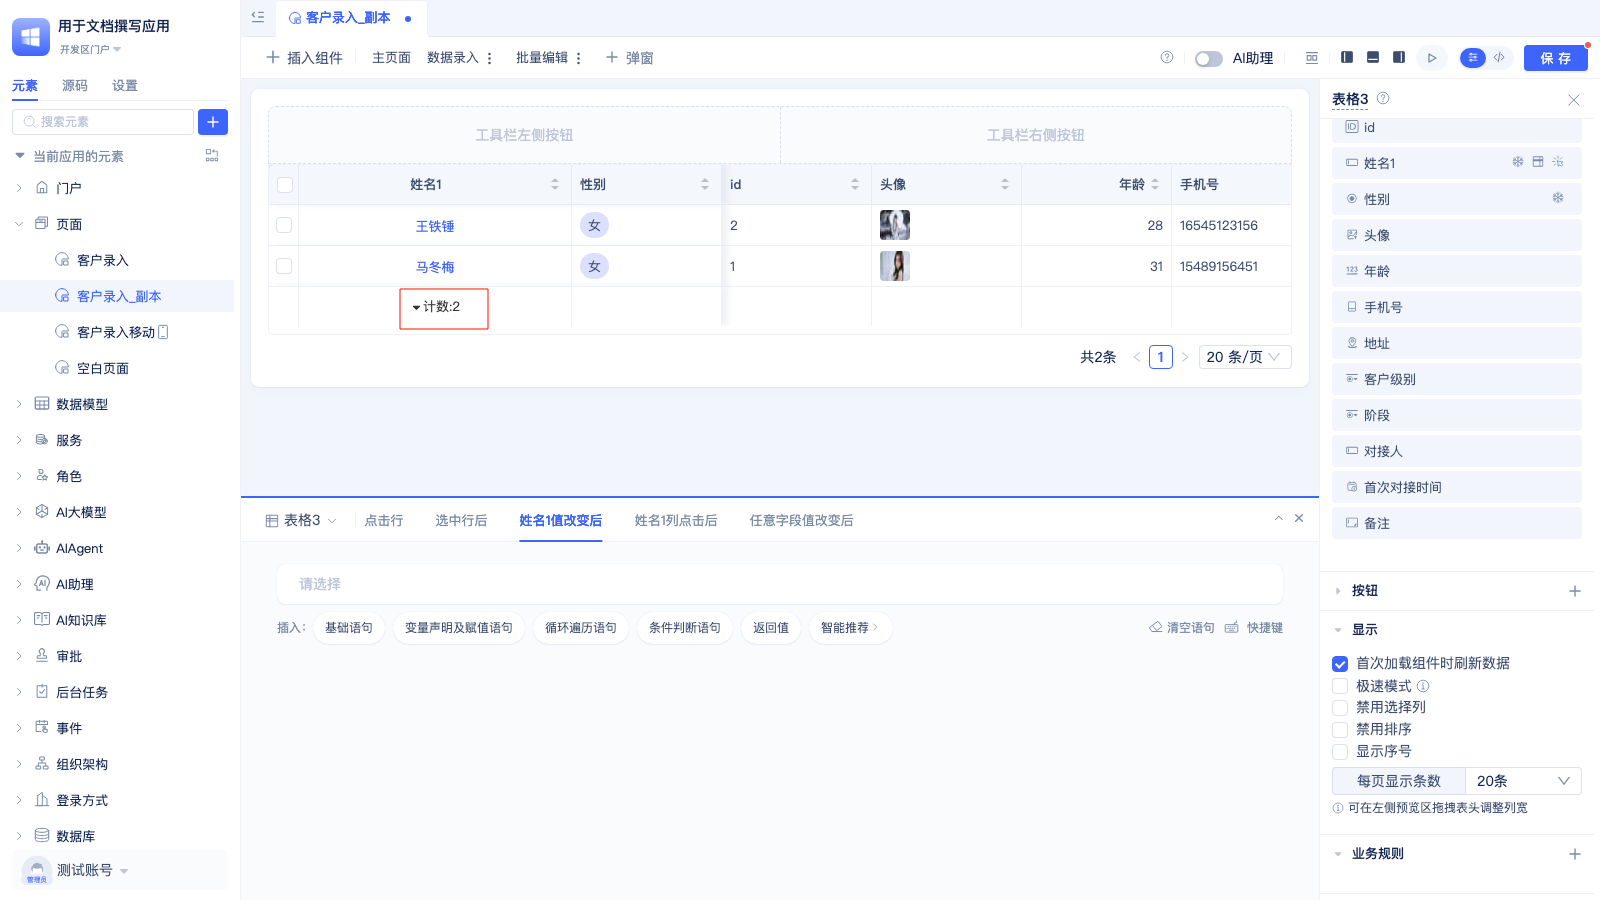 用于文档撰写应用
开发区门户
元素 源码 设置
搜索元素
当前应用的元素
门户
页面
客户录入
客户录入_副本
客户录入移动
空白页面
数据模型
服务
角色
AI大模型
AIAgent
AI助理
AI知识库
审批
后台任务
事件
组织架构
登录方式
数据库
管理员
测试账号
客户录入_副本
插入组件 主页面 数据录入 批量编辑 弹窗
AI助理
保存
工具栏左侧按钮 工具栏右侧按钮
姓名1 性别 id 头像 年龄 手机号
王铁锤 女 2 28 16545123156
马冬梅 女 1 31 15489156451
计数:2
共2条 1 20 条/页
表格3 点击行 选中行后 姓名1值改变后 姓名1列点击后 任意字段值改变后
请选择
插入: 基础语句 变量声明及赋值语句 循环遍历语句 条件判断语句 返回值 智能推荐 清空语句 快捷键
表格3
id
姓名1
性别
头像
123 年龄
手机号
地址
客户级别
阶段
对接人
首次对接时间
备注
按钮
显示
首次加载组件时刷新数据
极速模式
禁用选择列
禁用排序
显示序号
每页显示条数 20条
可在左侧预览区拖拽表头调整列宽
业务规则